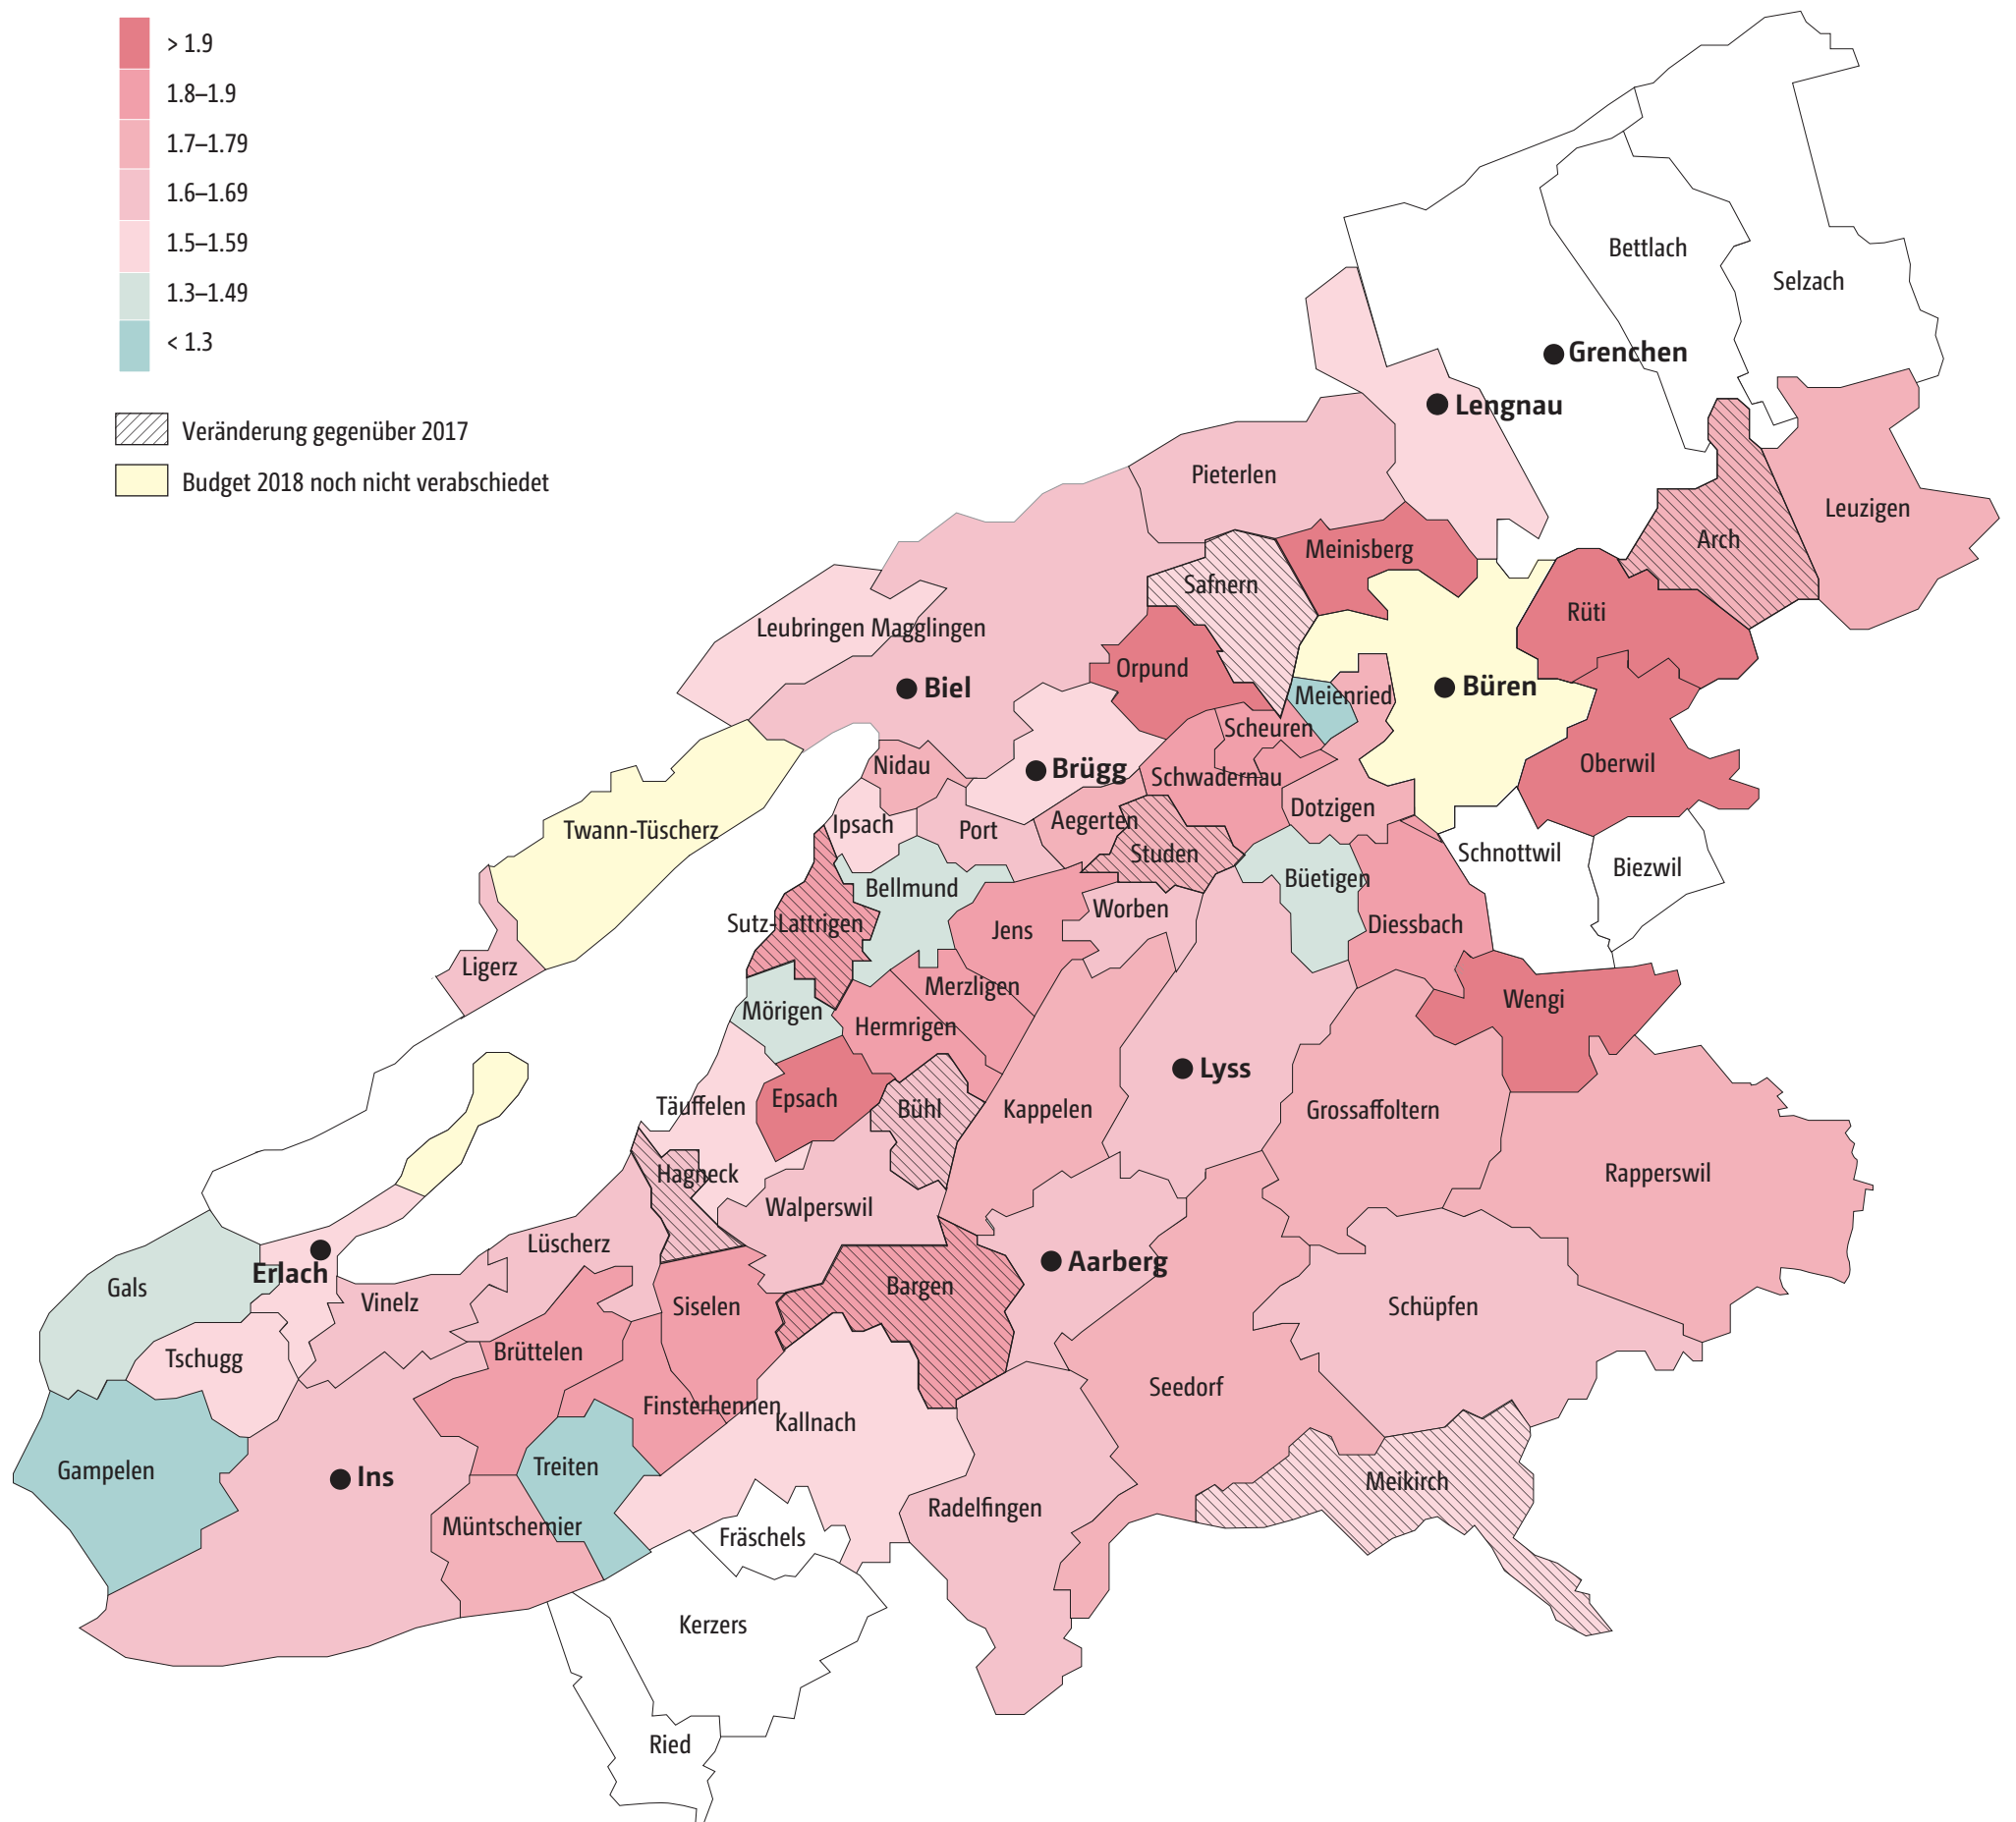 > 1.9
1.8–1.9
1.7–1.79
1.6–1.69
1.5–1.59
1.3–1.49
< 1.3
Veränderung gegenüber 2017
Budget 2018 noch nicht verabschiedet
Bettlach
Selzach
Grenchen
Lengnau
Pieterlen
Leuzigen
Arch
Meinisberg
Safnern
Rüti
Leubringen Magglingen
Orpund
Biel
Büren
Meienried
Scheuren
Nidau
Brügg
Schwadernau
Oberwil
Dotzigen
Twann-Tüscherz
Ipsach
Port
Aegerten
Studen
Schnottwil
Biezwil
Bellmund
Büetigen
Worben
Sutz-Lattrigen
Jens
Diessbach
Ligerz
Merzligen
Wengi
Mörigen
Hermrigen
Lyss
Epsach
Täuffelen
Bühl
Kappelen
Grossaffoltern
Hagneck
Rapperswil
Walperswil
Lüscherz
Aarberg
Erlach
Gals
Bargen
Vinelz
Siselen
Schüpfen
Brüttelen
Tschugg
Seedorf
Finsterhennen
Kallnach
Gampelen
Ins
Treiten
Meikirch
Radelfingen
Müntschemier
Fräschels
Kerzers
Ried